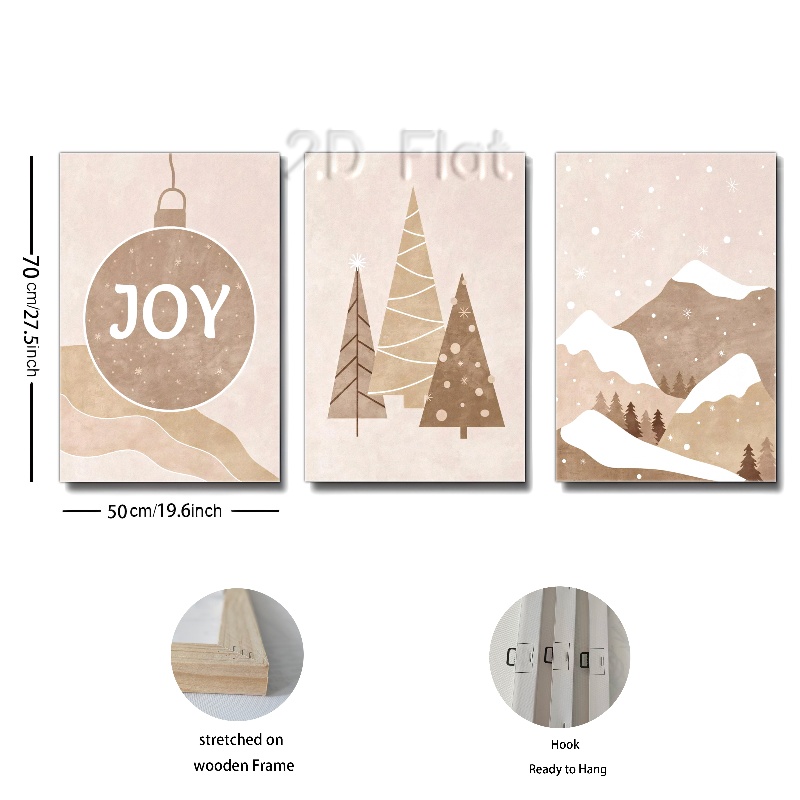 2D Flat
JOY
70cm/27.5inch
50cm/19.6inch
stretched on
wooden Frame
Hook
Ready to Hang